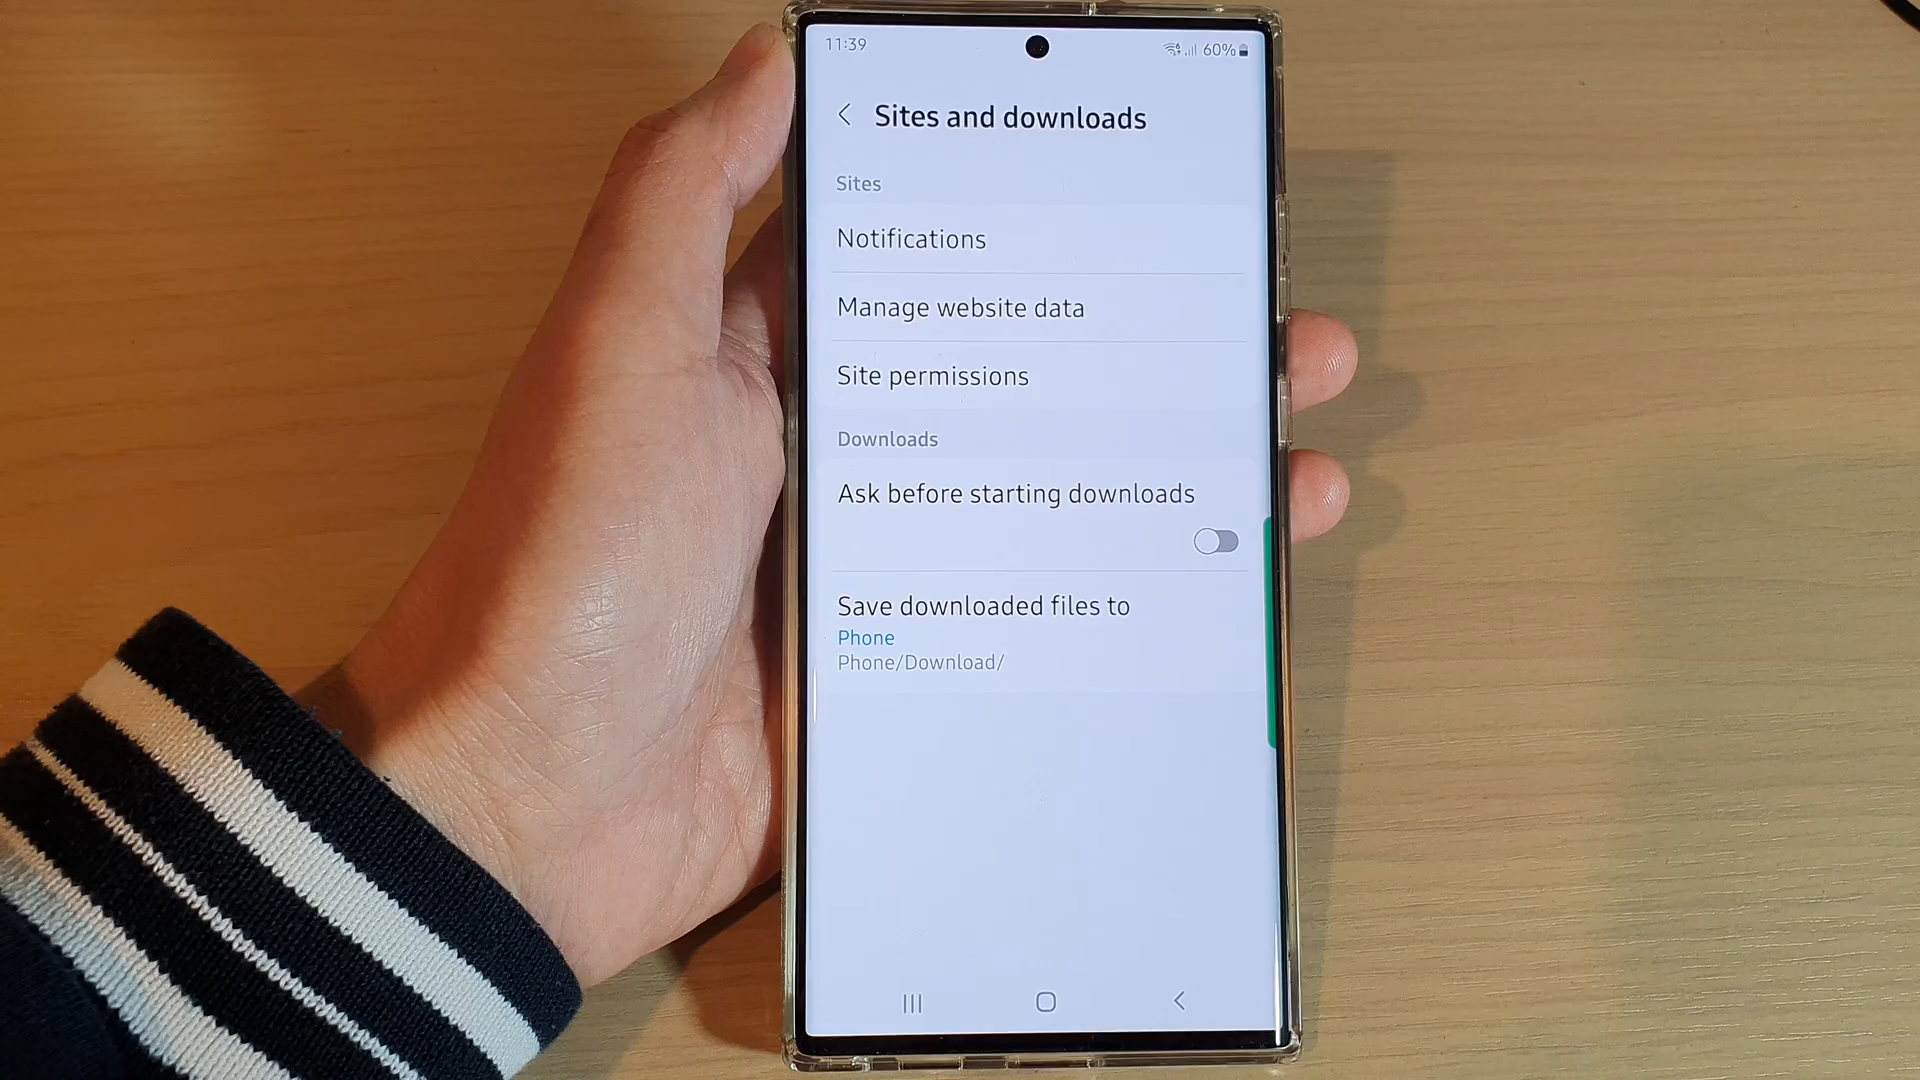 11:39
60%
Sites and downloads
Sites
Notifications
Manage website data
Site permissions
Downloads
Ask before starting downloads
Save downloaded files to
Phone
Phone/Download/